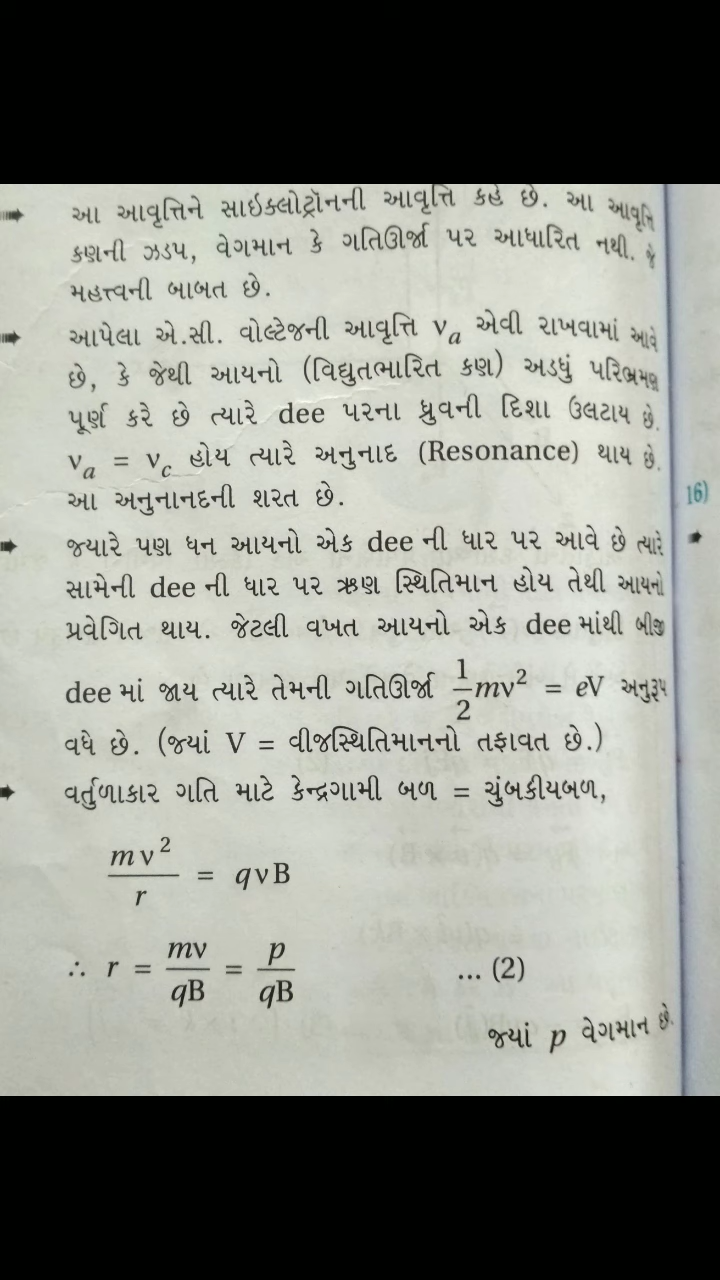 ➠ આ આવૃત્તિને સાઇક્લોટ્રૉનની આવૃત્તિ કહે છે. આ આવૃત્તિ
કણની ઝડપ, વેગમાન કે ગતિઊર્જા પર આધારિત નથી. જે
મહત્ત્વની બાબત છે.
➠ આપેલા એ.સી. વોલ્ટેજની આવૃત્તિ ν_a એવી રાખવામાં આવે
છે, કે જેથી આયનો (વિદ્યુતભારિત કણ) અડધું પરિભ્રમણ
પૂર્ણ કરે છે ત્યારે dee પરના ધ્રુવની દિશા ઉલટાય છે.
ν_a = ν_c હોય ત્યારે અનુનાદ (Resonance) થાય છે.
આ અનુનાનદની શરત છે.
16)
➠ જ્યારે પણ ધન આયનો એક dee ની ધાર પર આવે છે ત્યારે
સામેની dee ની ધાર પર ઋણ સ્થિતિમાન હોય તેથી આયનો
પ્રવેગિત થાય. જેટલી વખત આયનો એક dee માંથી બીજી
dee માં જાય ત્યારે તેમની ગતિઊર્જા 1/2 mv² = eV અનુરૂપ
વધે છે. (જ્યાં V = વીજસ્થિતિમાનનો તફાવત છે.)
➠ વર્તુળાકાર ગતિ માટે કેન્દ્રગામી બળ = ચુંબકીયબળ,
mv²/r = qvB
∴ r = mv/qB = p/qB ... (2)
જ્યાં p વેગમાન છે.